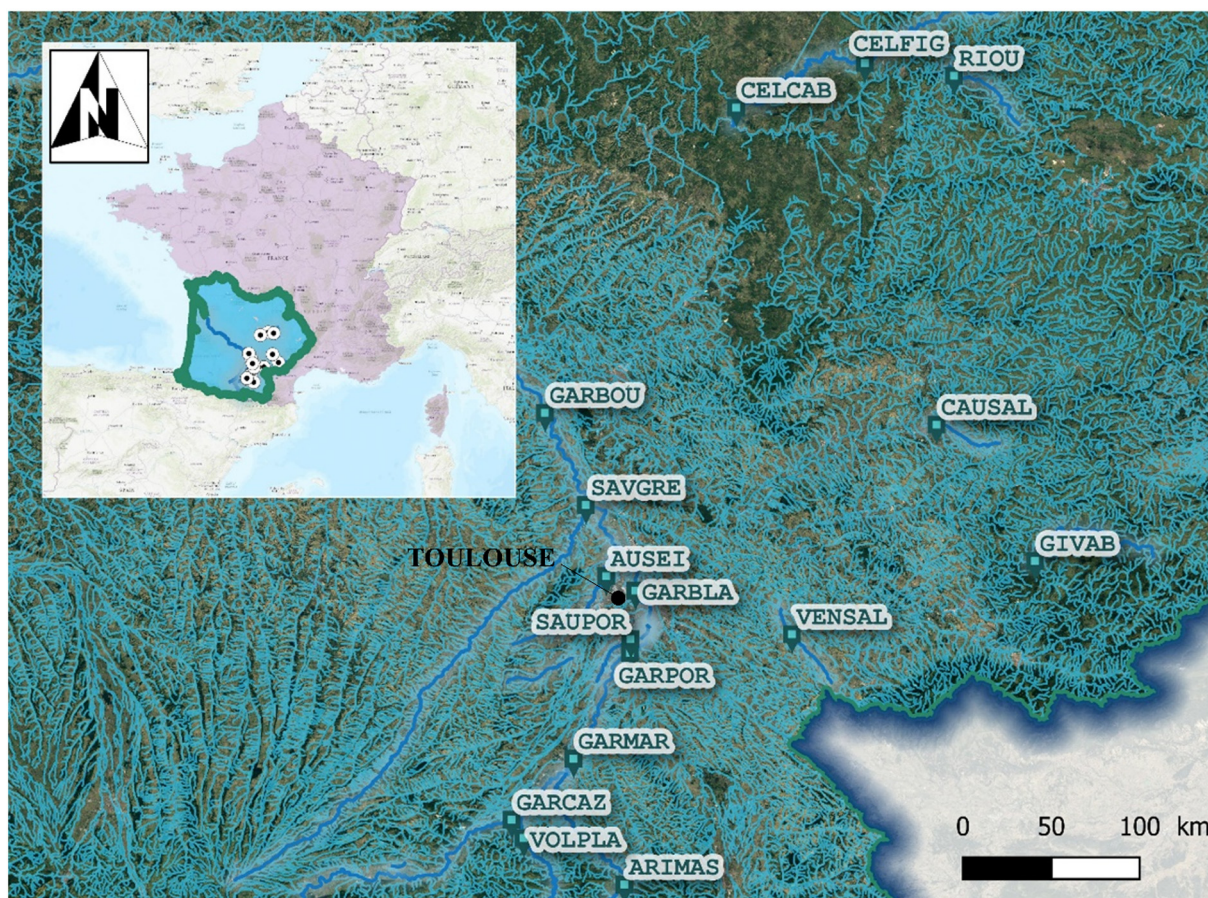 N
FRANCE
CELFIG
RIOU
CELCAB
GARBOU
CAUSAL
SAVGRE
TOULOUSE
AUSEI
GIVAB
GARBLA
SAUPOR
VENSAL
GARPOR
GARMAR
GARCAZ
VOLPLA
ARIMAS
0 50 100 km